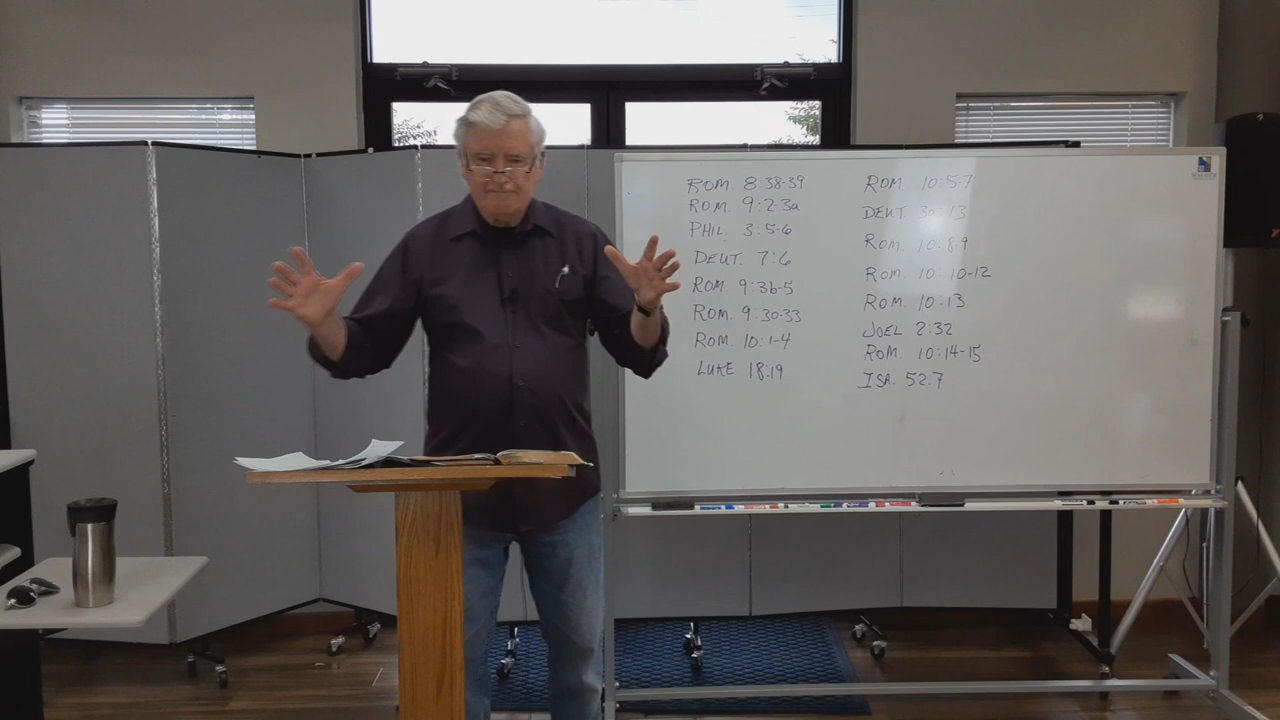 ROM. 8:38-39
ROM. 9:2-3a
PHIL. 3:5-6
DEUT. 7:6
ROM. 9:3b-5
ROM. 9:30-33
ROM 10:1-4
LUKE 18:19
ROM. 10:5-7
DEUT. 30:13
ROM. 10:8-9
ROM. 10:10-12
ROM. 10:13
JOEL 2:32
ROM. 10:14-15
ISA. 52:7